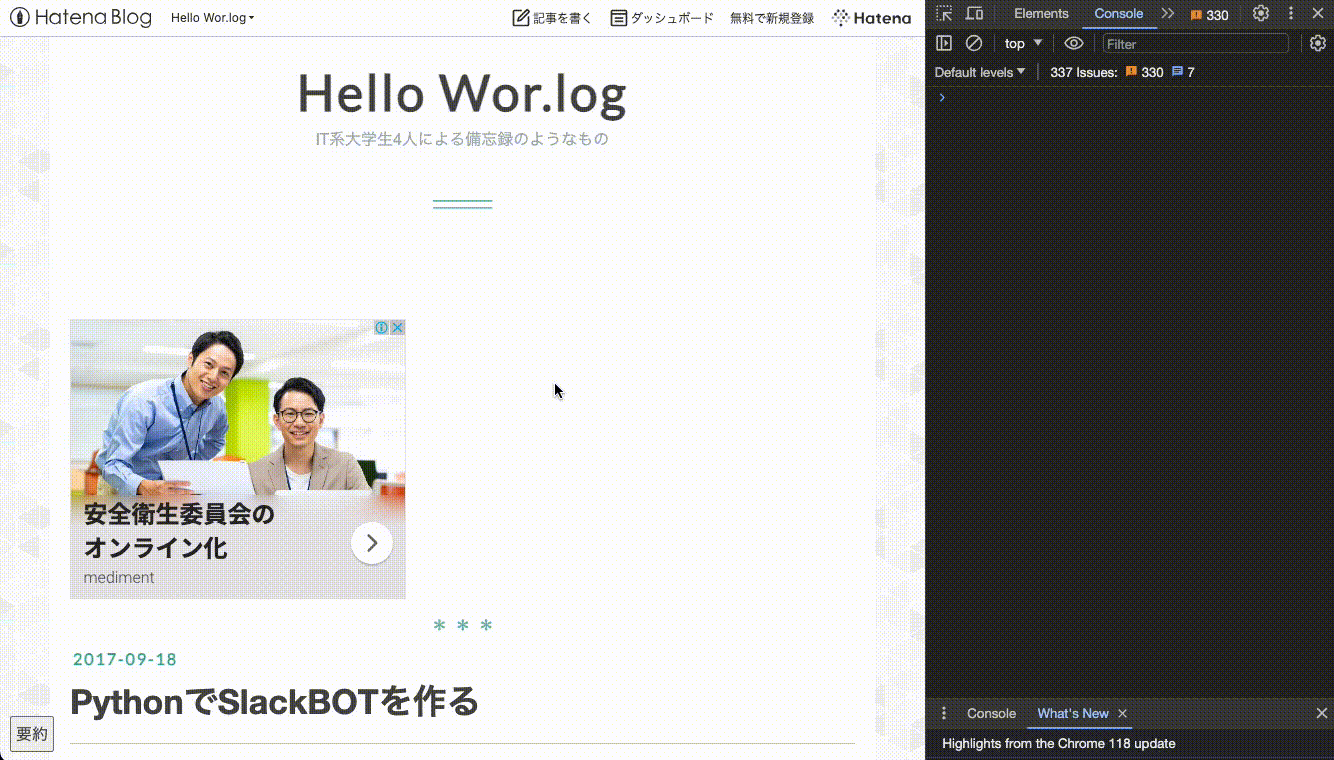 Hatena Blog
Hello Wor.log
記事を書く
ダッシュボード
無料で新規登録
Hatena
Hello Wor.log
IT系大学生4人による備忘録のようなもの
安全衛生委員会の
オンライン化
mediment
* * *
2017-09-18
PythonでSlackBOTを作る
要約
Elements
Console
330
top
Filter
Default levels
337 Issues:
330
7
Console
What's New
Highlights from the Chrome 118 update